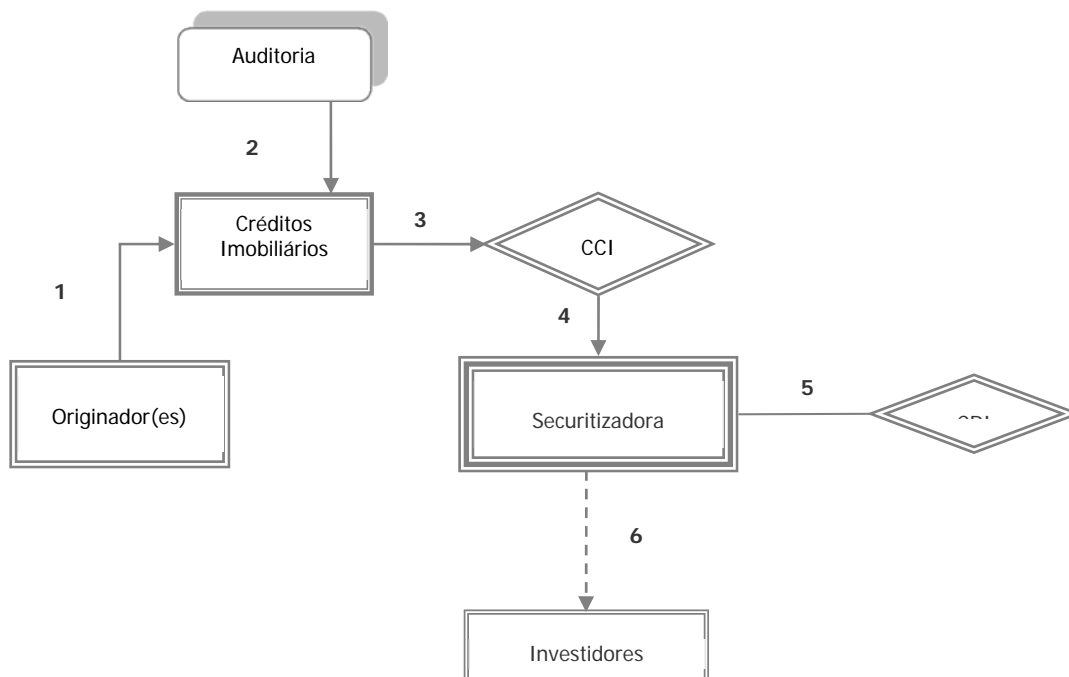 Auditoria
2
Créditos
Imobiliários
3
CCI
1
4
Originador(es)
Securitizadora
5
6
Investidores